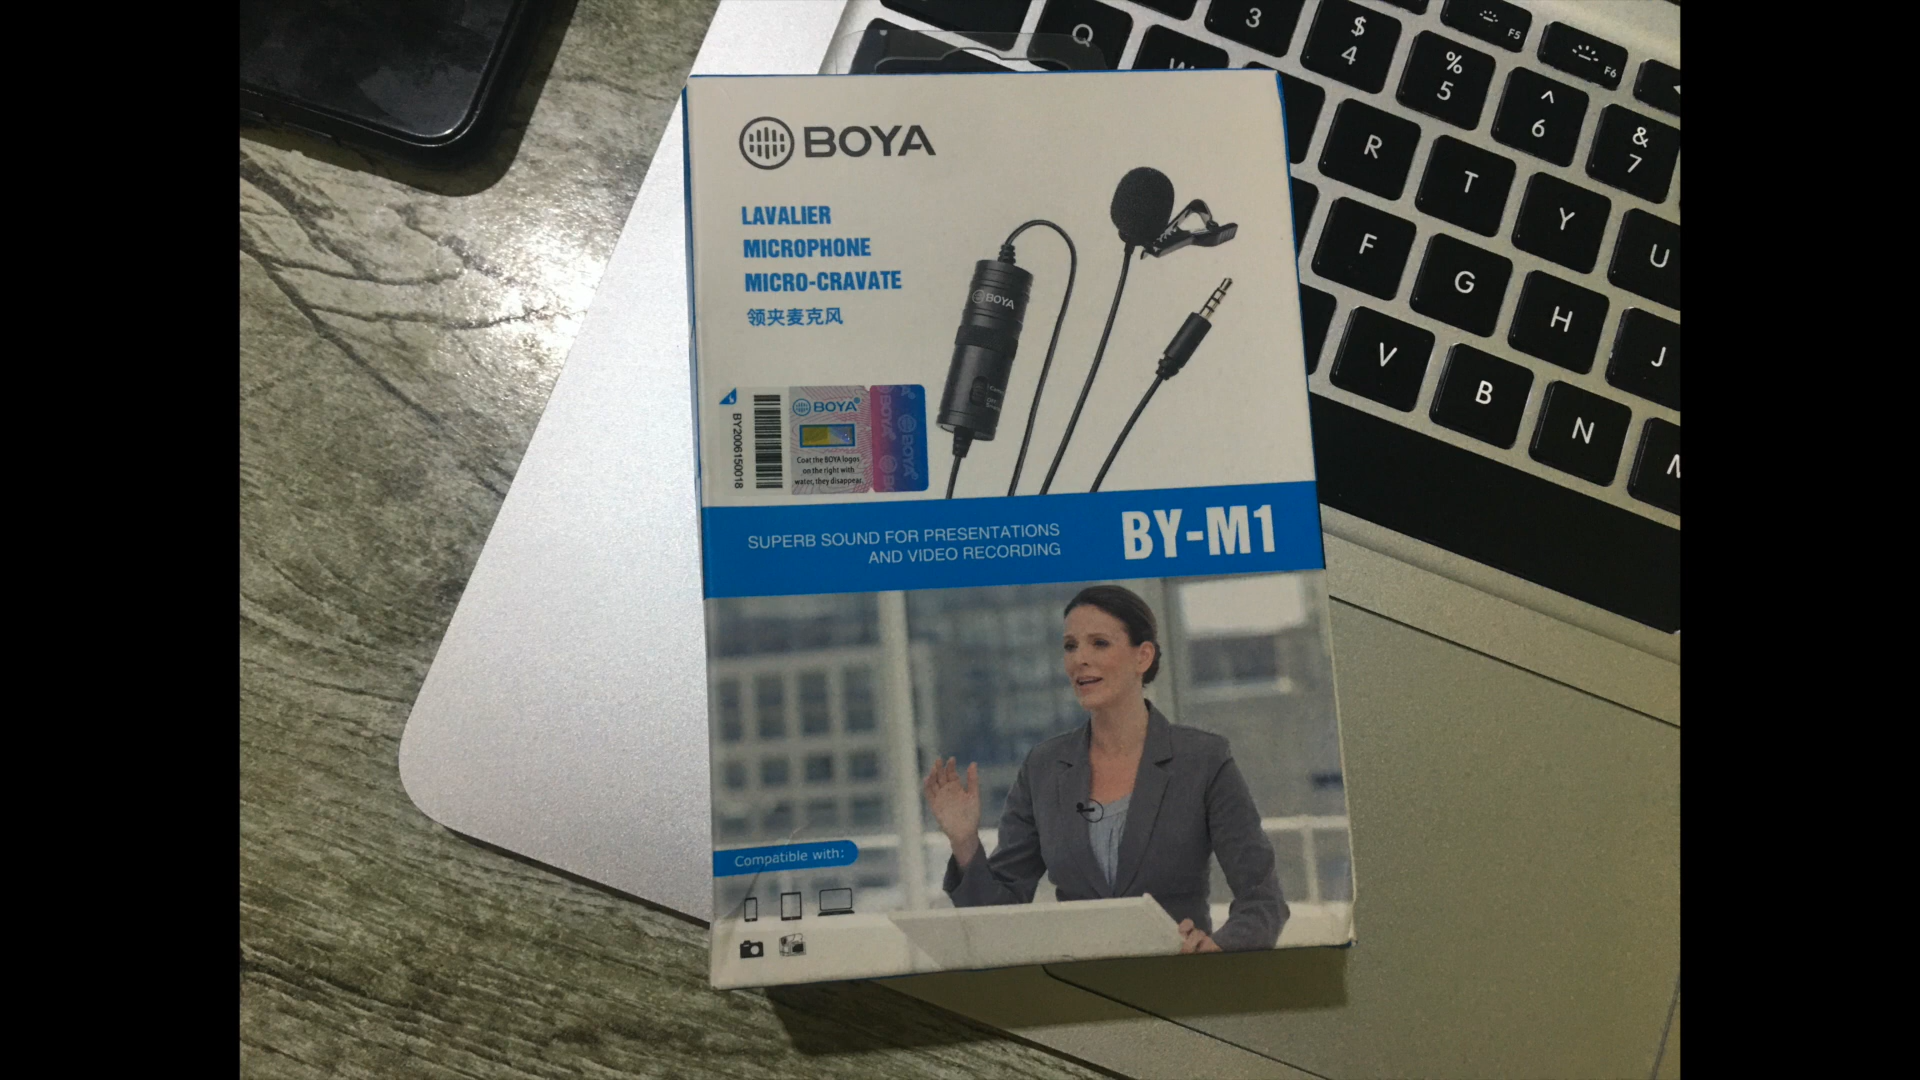 BOYA
LAVALIER
MICROPHONE
MICRO-CRAVATE
领夹麦克风
BOYA
BY2006150018
BOYA®
Coat the BOYA logos
on the right with
water, they disappear.
BOYA
BOYA
SUPERB SOUND FOR PRESENTATIONS
AND VIDEO RECORDING
BY-M1
Compatible with:
Q
W
3
$
4
%
5
^
6
&
7
F5
F6
R
T
Y
U
F
G
H
J
V
B
N